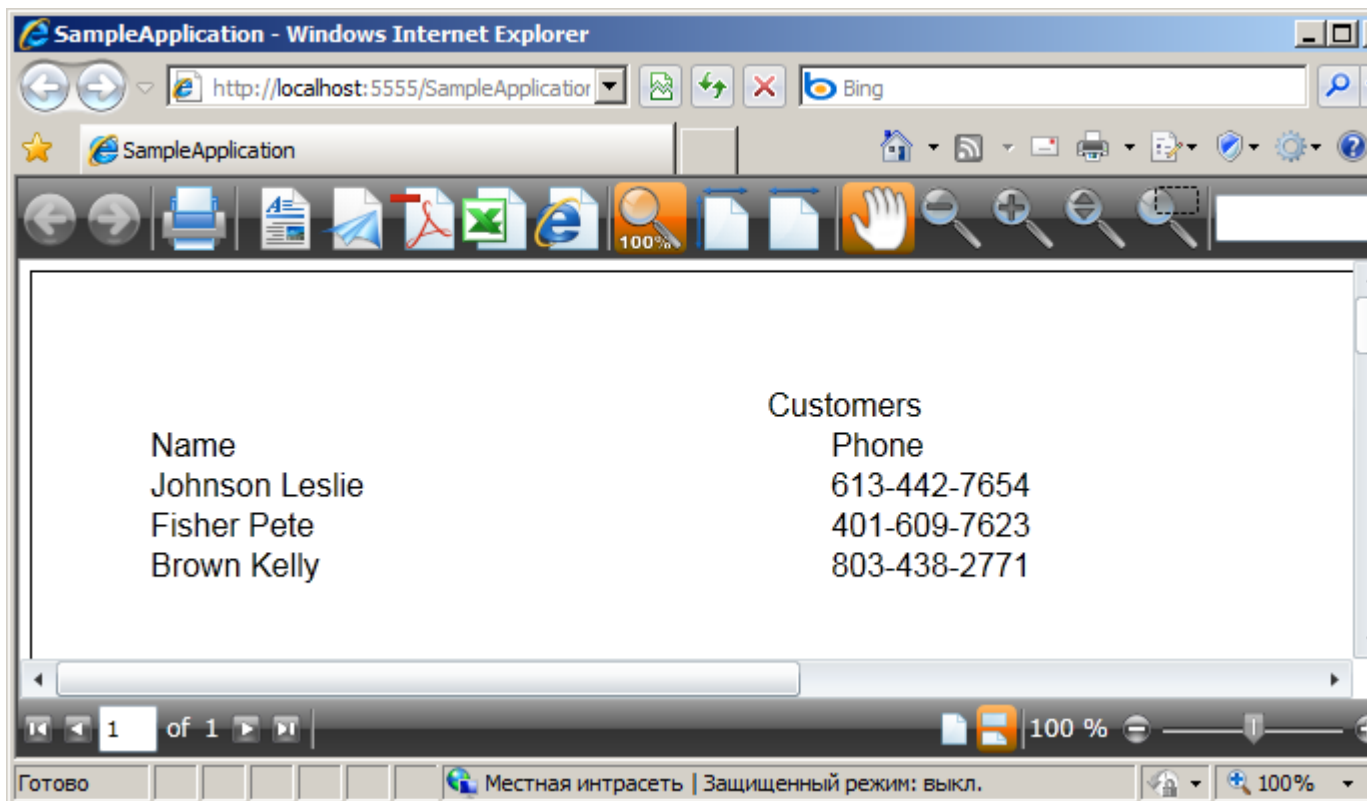 SampleApplication - Windows Internet Explorer
http://localhost:5555/SampleApplication
Bing
SampleApplication
100%
Customers
Name Phone
Johnson Leslie 613-442-7654
Fisher Pete 401-609-7623
Brown Kelly 803-438-2771
1 of 1 100 %
Готово Местная интрасеть | Защищенный режим: выкл. 100%